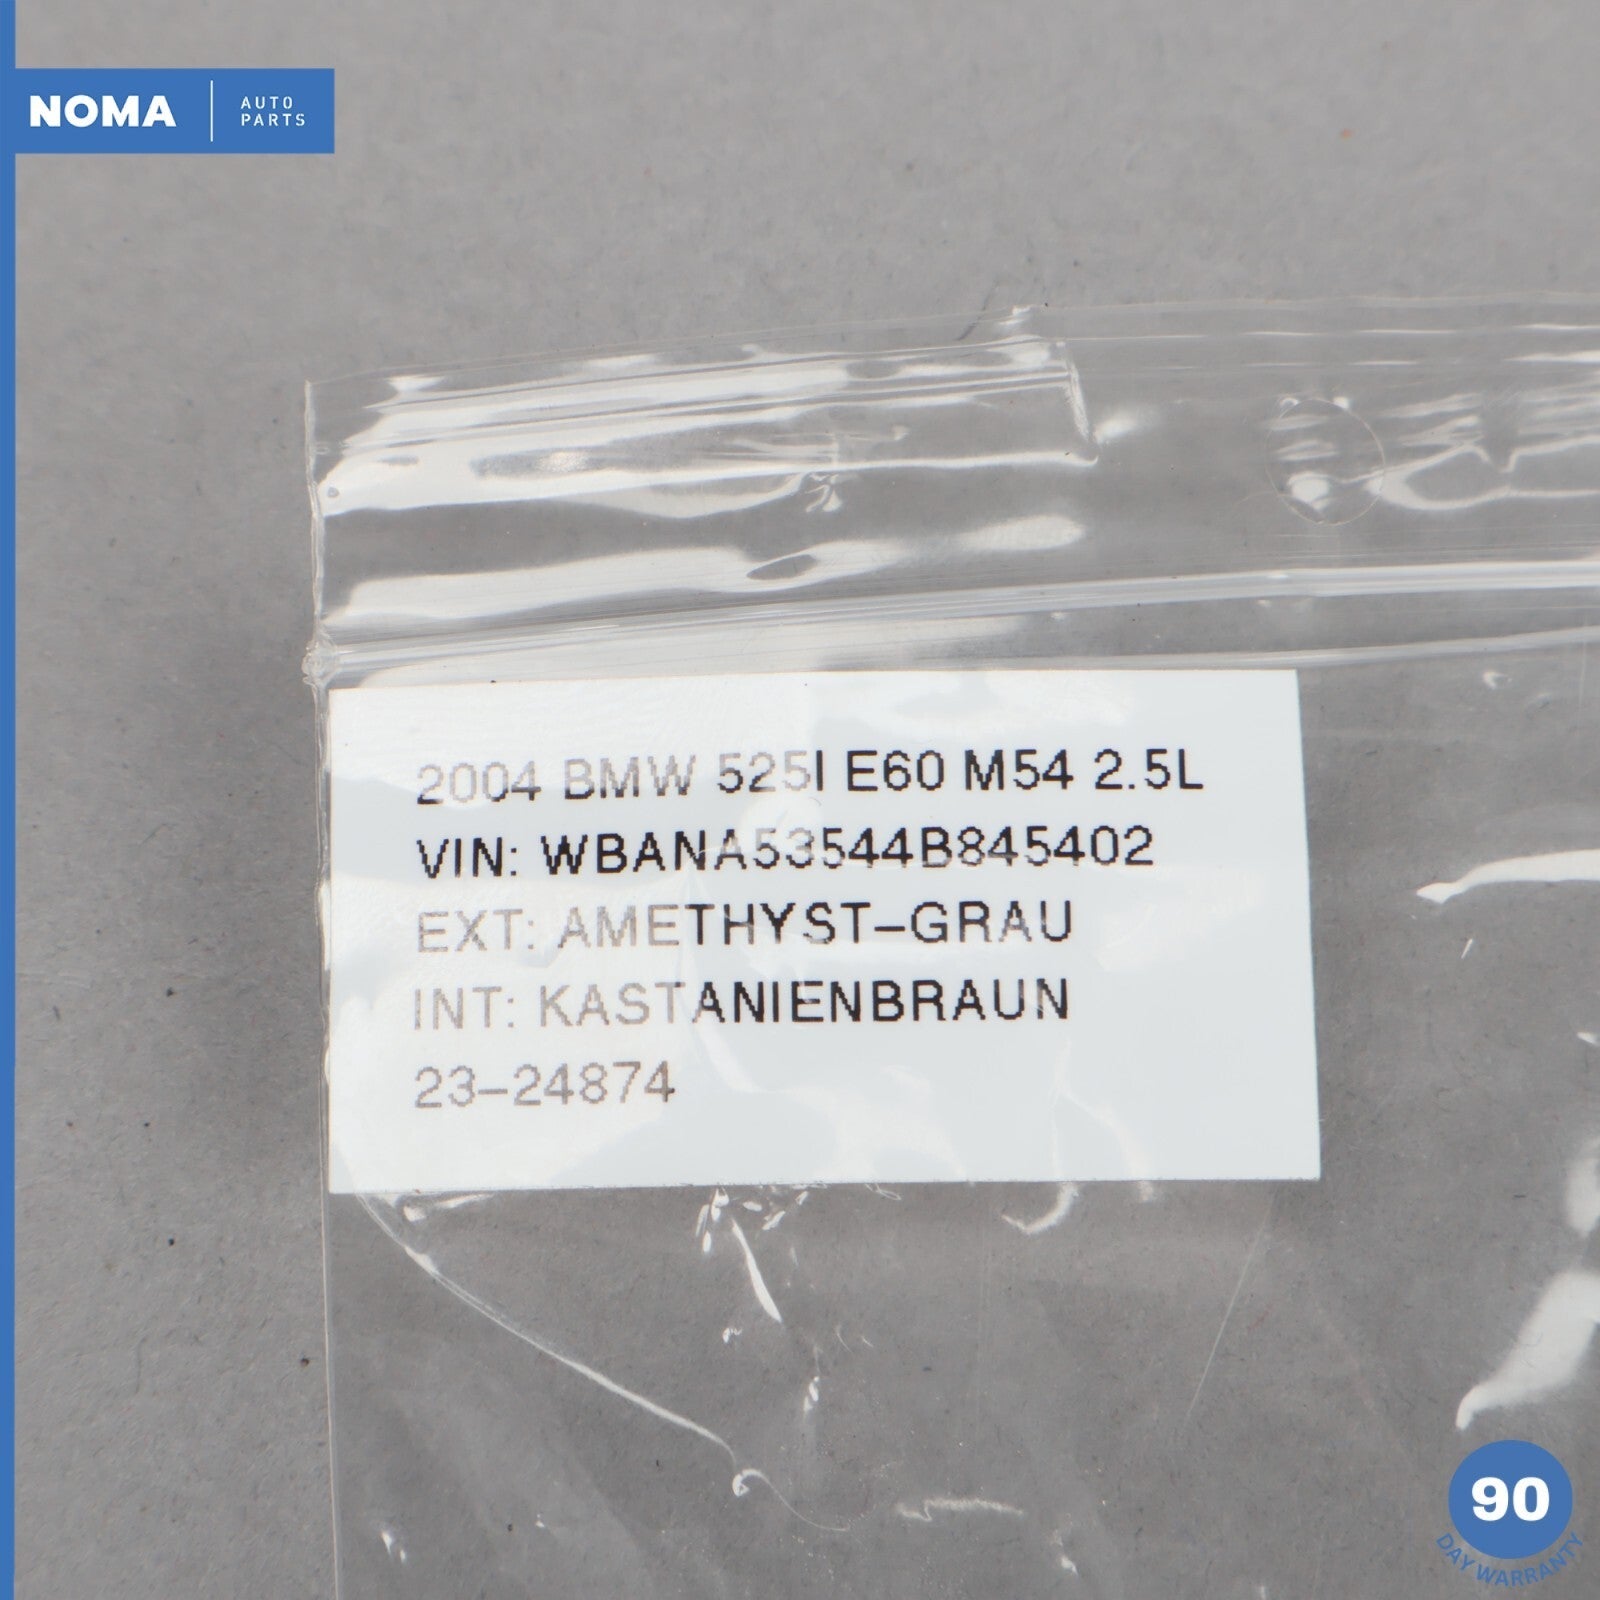 NOMA
AUTO
PARTS
2004 BMW 525I E60 M54 2.5L
VIN: WBANA53544B845402
EXT: AMETHYST-GRAU
INT: KASTANIENBRAUN
23-24874
90
DAY WARRANTY